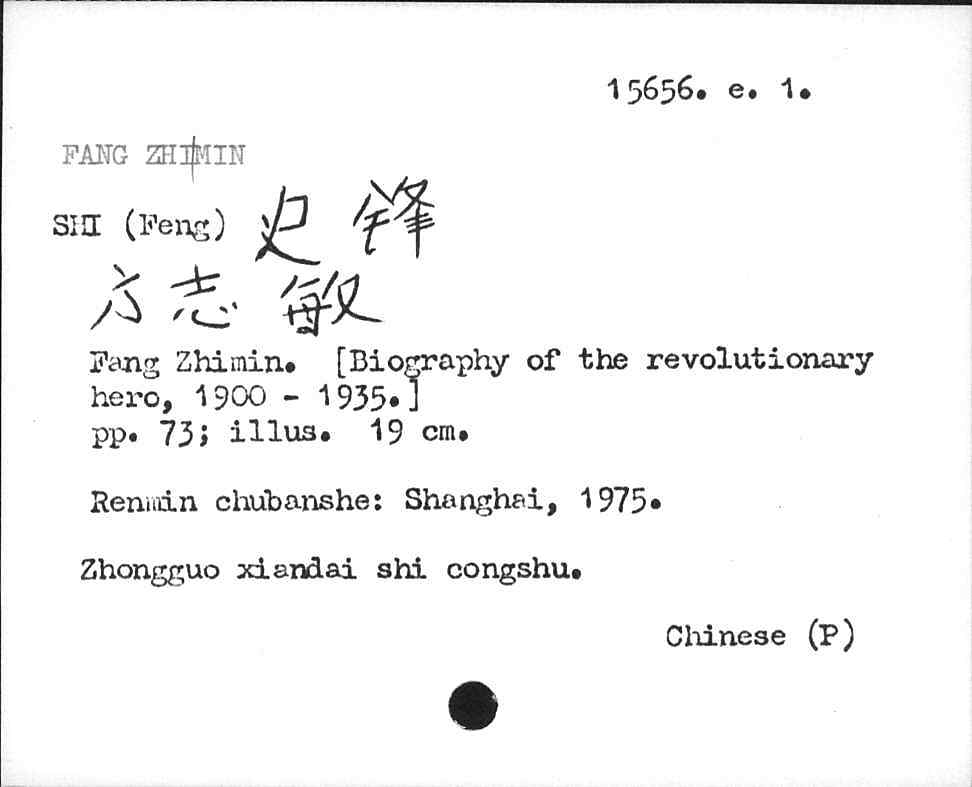 15656. e. 1.
FANG ZHIMIN
SHI (Feng) 史 锋
方 志 敏
Fang Zhimin. [Biography of the revolutionary
hero, 1900 - 1935.]
pp. 73; illus. 19 cm.
Renmin chubanshe: Shanghai, 1975.
Zhongguo xiandai shi congshu.
Chinese (P)